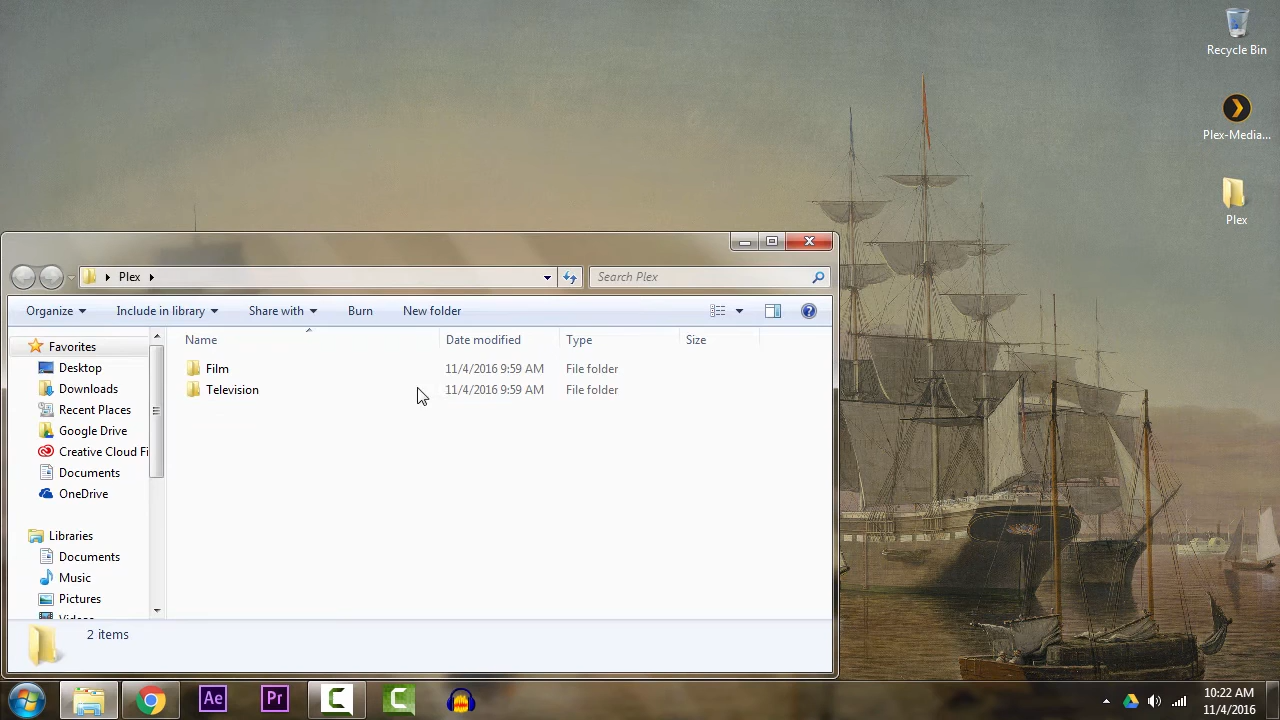 Recycle Bin
Plex-Media...
Plex
Plex
Search Plex
Organize
Include in library
Share with
Burn
New folder
Name
Date modified
Type
Size
Favorites
Desktop
Downloads
Recent Places
Google Drive
Creative Cloud Fi
Documents
OneDrive
Libraries
Documents
Music
Pictures
Videos
Film 11/4/2016 9:59 AM File folder
Television 11/4/2016 9:59 AM File folder
2 items
Ae
Pr
10:22 AM
11/4/2016